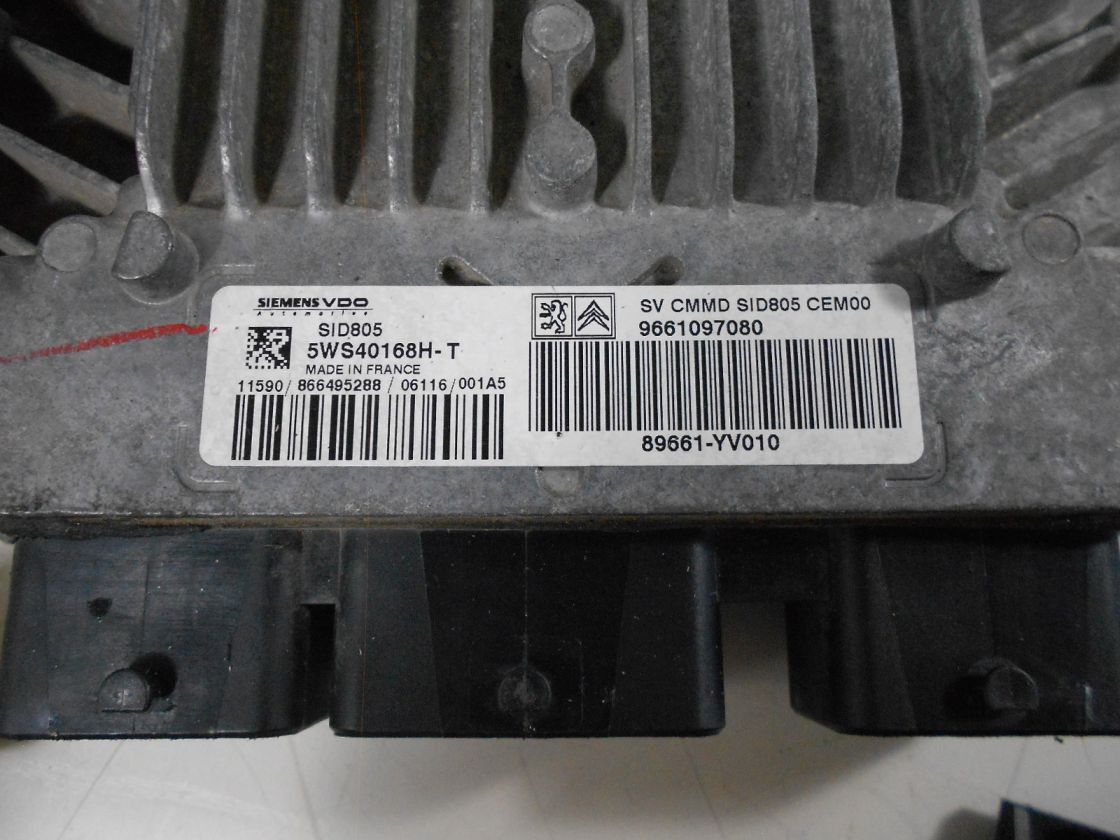 SIEMENS VDO
Automotive
SID805
5WS40168H-T
MADE IN FRANCE
11590/866495288/06116/001A5
SV CMMD SID805 CEM00
9661097080
89661-YV010